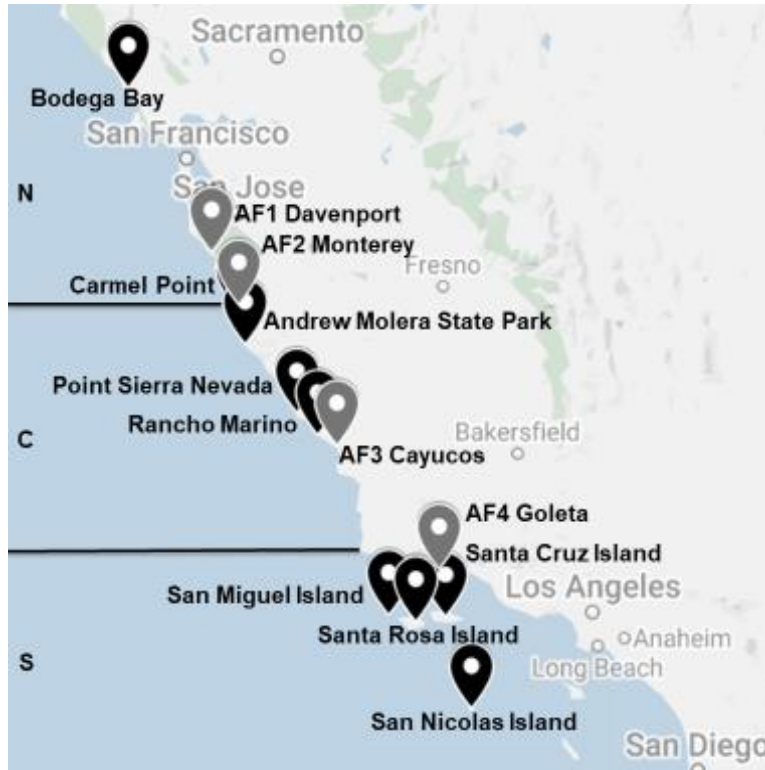 Sacramento
Bodega Bay
San Francisco
N
San Jose
AF1 Davenport
AF2 Monterey
Fresno
Carmel Point
Andrew Molera State Park
Point Sierra Nevada
Rancho Marino
C
Bakersfield
AF3 Cayucos
AF4 Goleta
Santa Cruz Island
San Miguel Island
Los Angeles
Santa Rosa Island
Anaheim
S
Long Beach
San Nicolas Island
San Diego